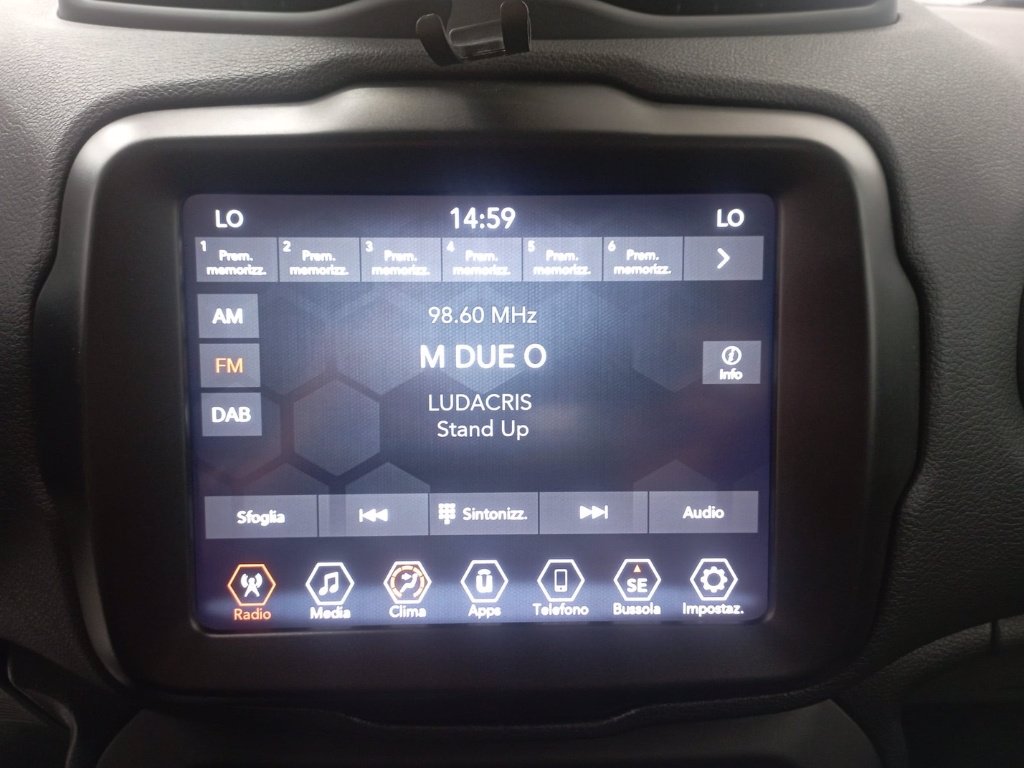 LO 14:59 LO
1 Prem. memorizz.
2 Prem. memorizz.
3 Prem. memorizz.
4 Prem. memorizz.
5 Prem. memorizz.
6 Prem. memorizz.
AM
FM
DAB
98.60 MHz
M DUE O
LUDACRIS
Stand Up
Info
Sfoglia
Sintonizz.
Audio
SE
Radio
Media
Clima
Apps
Telefono
Bussola
Impostaz.